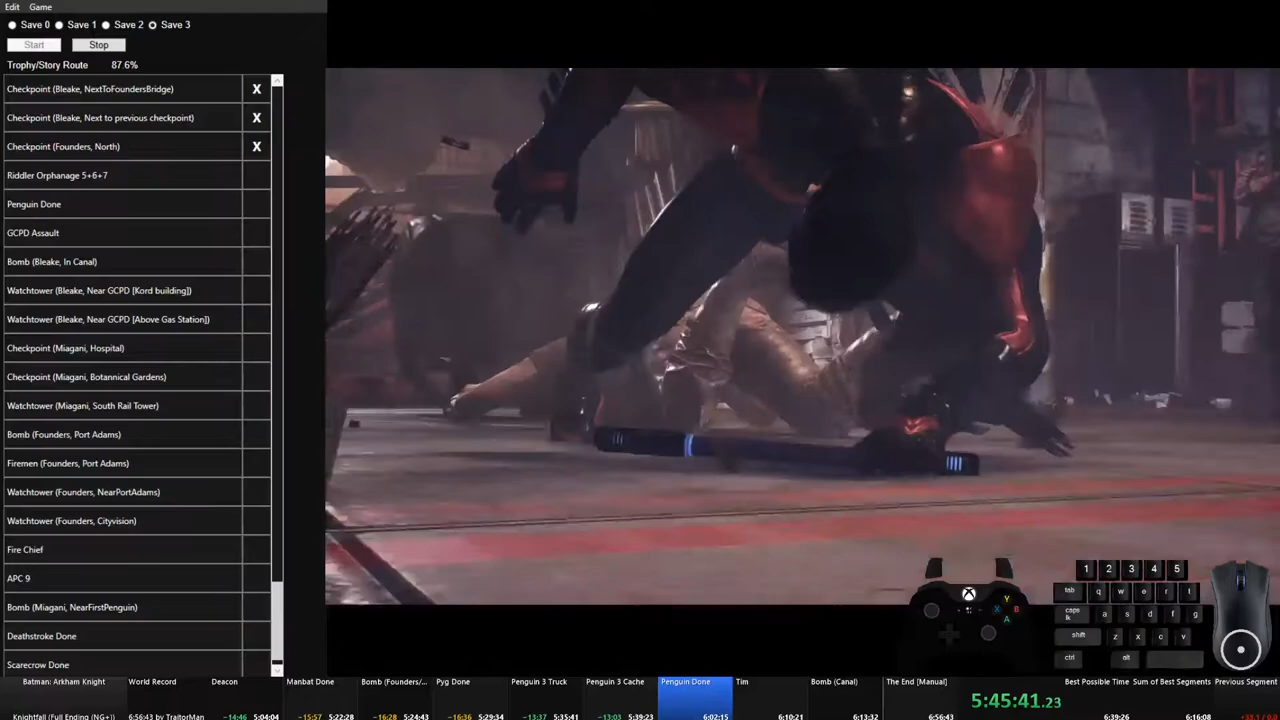 Edit Game
Save 0 Save 1 Save 2 Save 3
Start Stop
Trophy/Story Route 87.6%
Checkpoint (Bleake, NextToFoundersBridge) X
Checkpoint (Bleake, Next to previous checkpoint) X
Checkpoint (Founders, North) X
Riddler Orphanage 5+6+7
Penguin Done
GCPD Assault
Bomb (Bleake, In Canal)
Watchtower (Bleake, Near GCPD [Kord building])
Watchtower (Bleake, Near GCPD [Above Gas Station])
Checkpoint (Miagani, Hospital)
Checkpoint (Miagani, Botannical Gardens)
Watchtower (Miagani, South Rail Tower)
Bomb (Founders, Port Adams)
Firemen (Founders, Port Adams)
Watchtower (Founders, NearPortAdams)
Watchtower (Founders, Cityvision)
Fire Chief
APC 9
Bomb (Miagani, NearFirstPenguin)
Deathstroke Done
Scarecrow Done
Y
X B
A
1 2 3 4 5
tab q w e r t
caps lk a s d f g
shift z x c v
ctrl alt
Batman: Arkham Knight World Record Deacon Manbat Done Bomb (Founders/... Pyg Done Penguin 3 Truck Penguin 3 Cache Penguin Done Tim Bomb (Canal) The End [Manual] 5:45:41.23 Best Possible Time Sum of Best Segments Previous Segment
Knightfall (Full Ending (NG+)) 6:56:43 by TraitorMan -14:46 5:04:04 -15:57 5:22:28 -16:28 5:24:43 -16:36 5:29:34 -13:37 5:35:41 -13:03 5:39:23 6:02:15 6:10:21 6:13:32 6:56:43 6:39:26 6:16:08